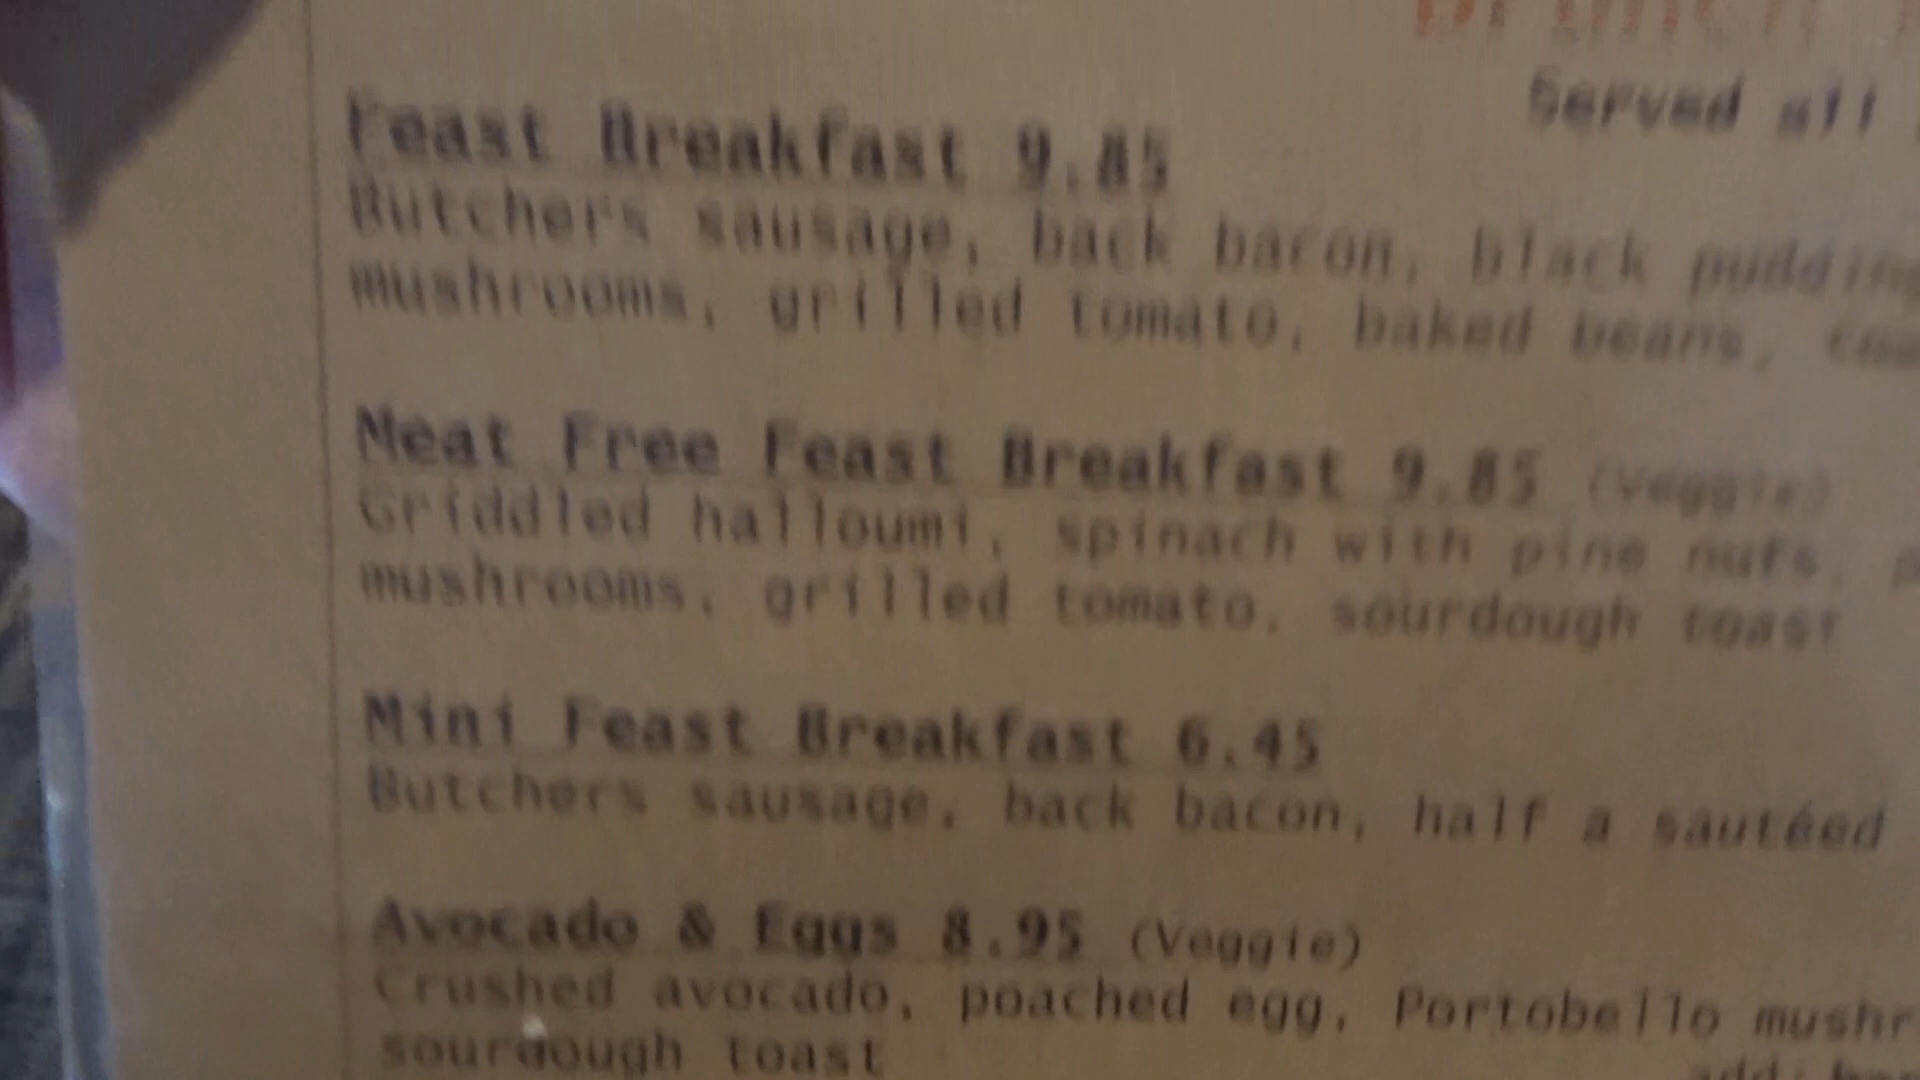 Served all
Feast Breakfast 9.85
Butchers sausage, back bacon, black pudding
mushrooms, grilled tomato, baked beans,
Meat Free Feast Breakfast 9.85 (Veggie)
Griddled halloumi, spinach with pine nuts,
mushrooms, grilled tomato, sourdough toast
Mini Feast Breakfast 6.45
Butchers sausage, back bacon, half a sautéed
Avocado & Eggs 8.95 (Veggie)
Crushed avocado, poached egg, Portobello mushr
sourdough toast